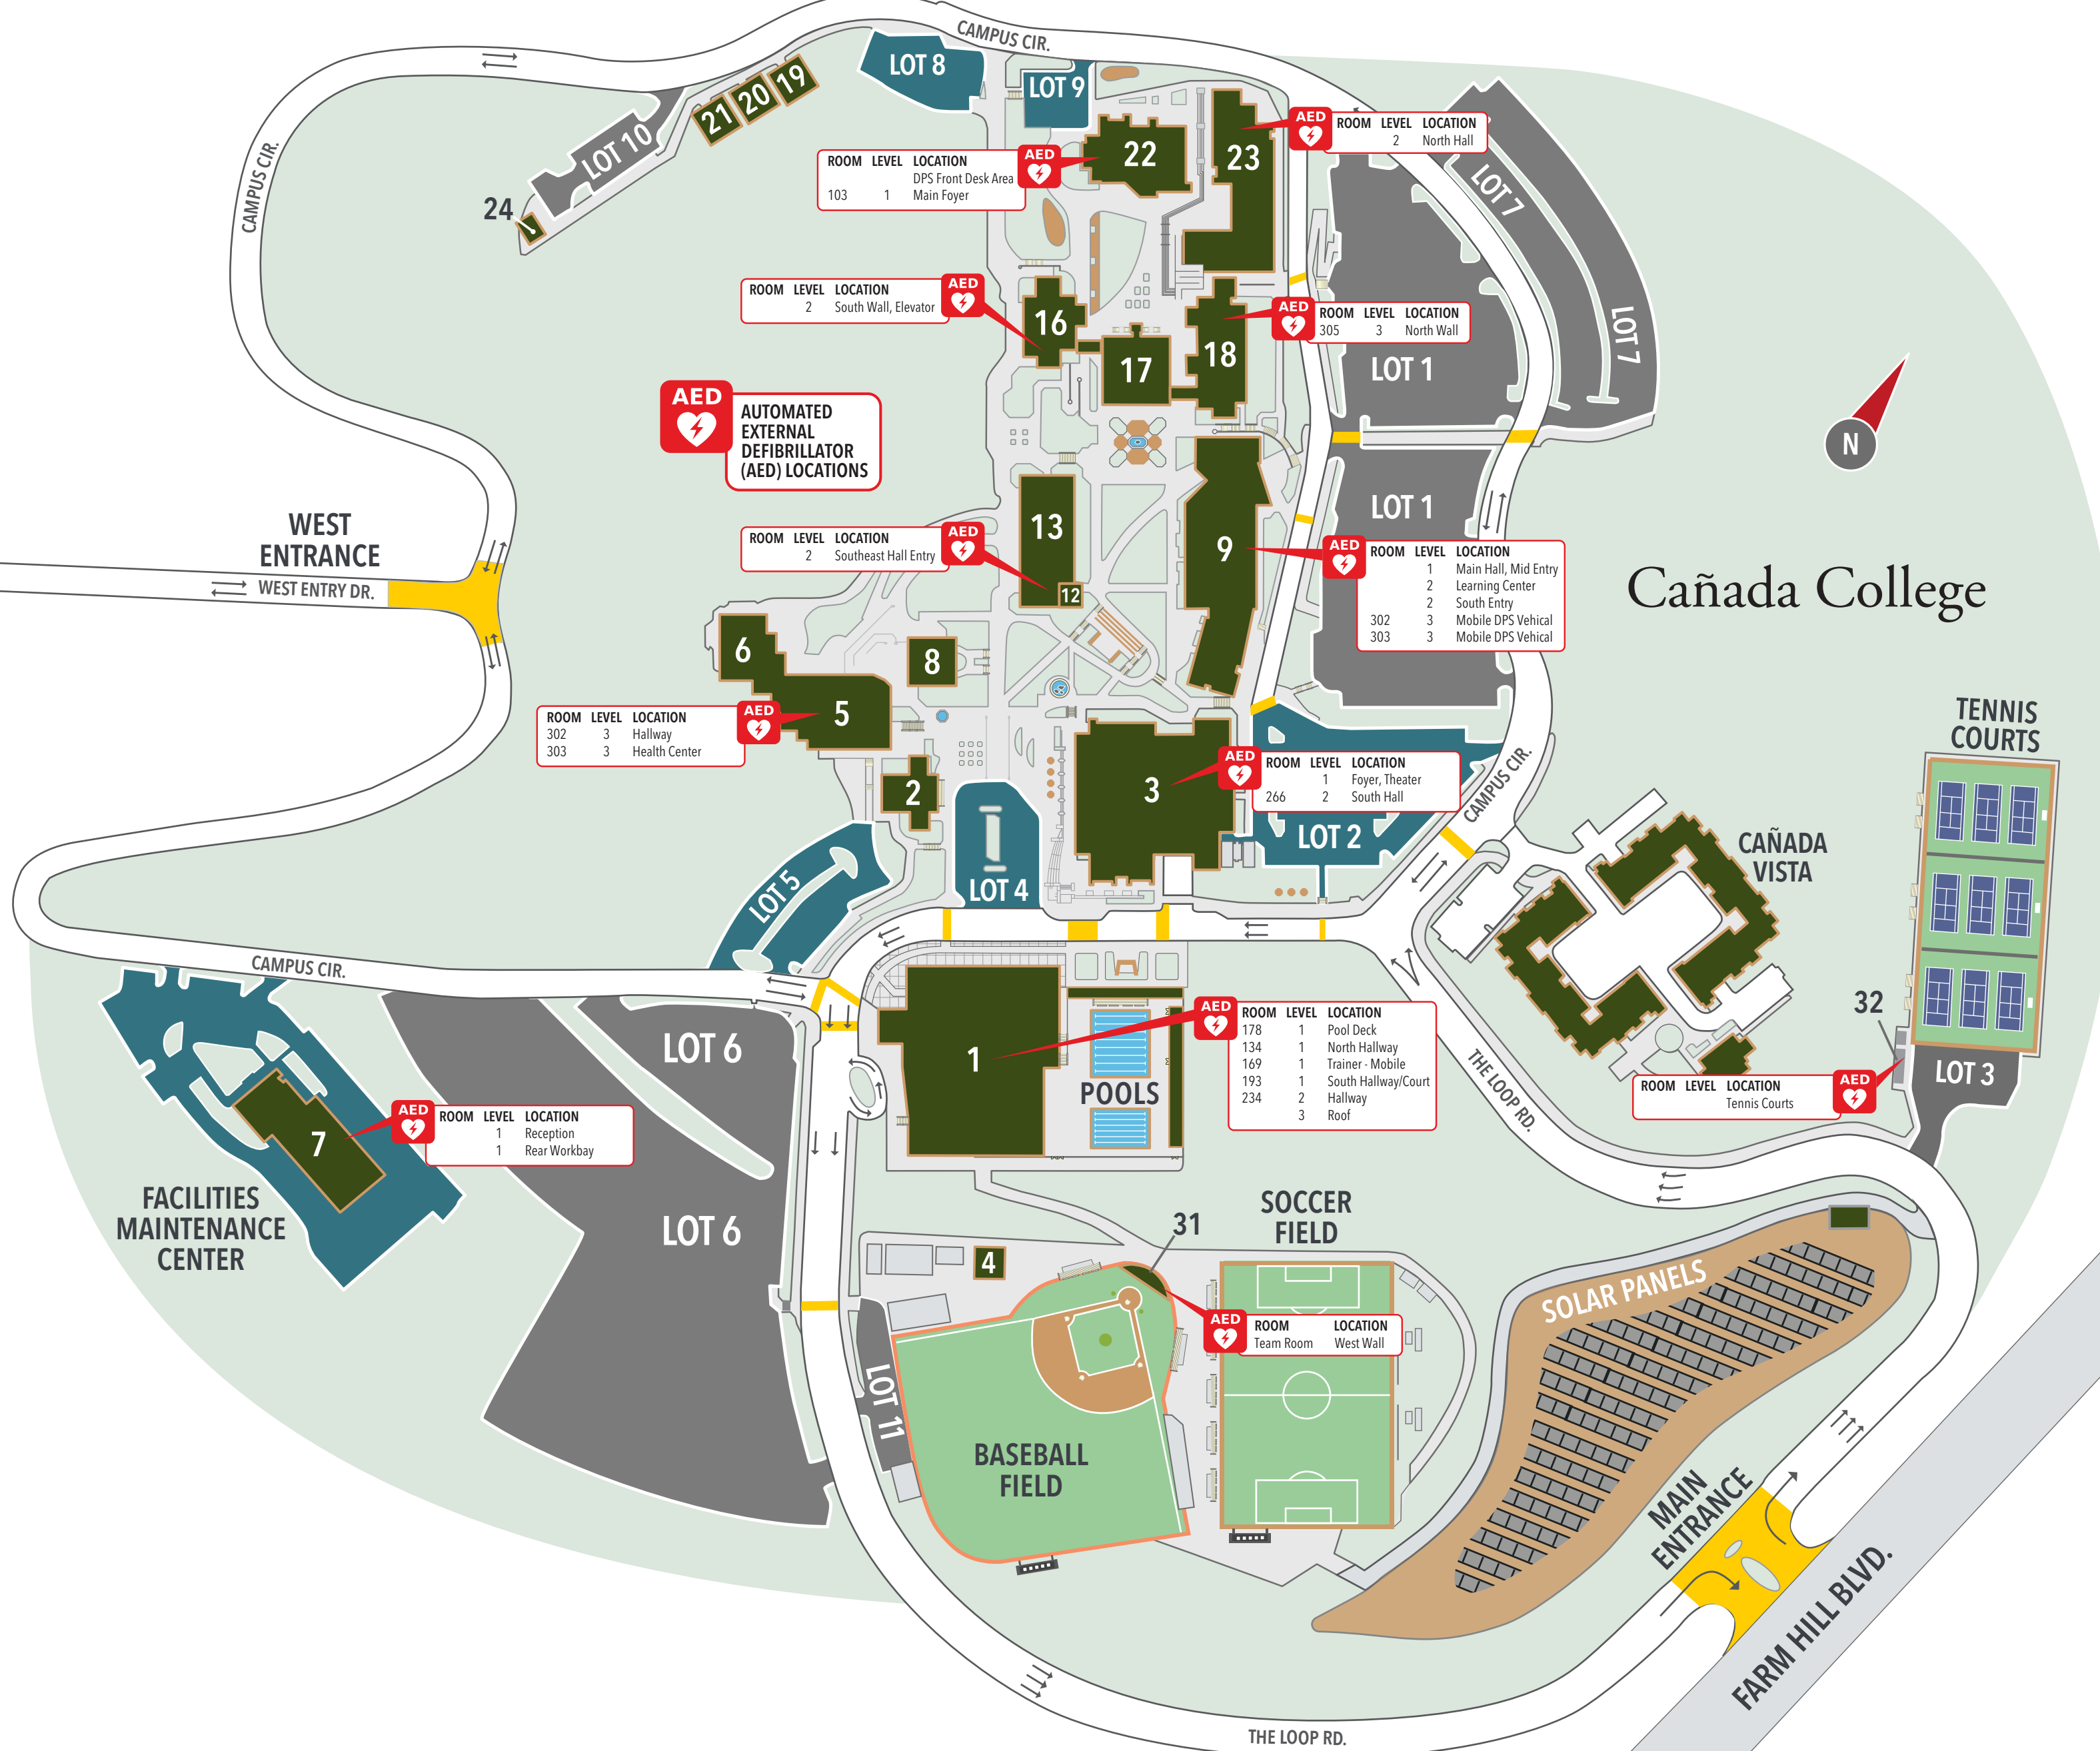 CAMPUS CIR.
LOT 8
LOT 9
19
20
21
LOT 10
24
CAMPUS CIR.
22
23
AED
ROOM LEVEL LOCATION
2 North Hall
LOT 7
LOT 7
AED
ROOM LEVEL LOCATION
DPS Front Desk Area
103 1 Main Foyer
AED
ROOM LEVEL LOCATION
2 South Wall, Elevator
16
17
18
AED
ROOM LEVEL LOCATION
305 3 North Wall
LOT 1
AED
AUTOMATED
EXTERNAL
DEFIBRILLATOR
(AED) LOCATIONS
N
LOT 1
WEST
ENTRANCE
WEST ENTRY DR.
AED
ROOM LEVEL LOCATION
2 Southeast Hall Entry
13
12
9
AED
ROOM LEVEL LOCATION
1 Main Hall, Mid Entry
2 Learning Center
2 South Entry
302 3 Mobile DPS Vehical
303 3 Mobile DPS Vehical
Cañada College
6
8
5
AED
ROOM LEVEL LOCATION
302 3 Hallway
303 3 Health Center
2
3
AED
ROOM LEVEL LOCATION
1 Foyer, Theater
266 2 South Hall
LOT 2
CAMPUS CIR.
TENNIS
COURTS
CAÑADA
VISTA
LOT 5
LOT 4
CAMPUS CIR.
LOT 6
1
POOLS
AED
ROOM LEVEL LOCATION
178 1 Pool Deck
134 1 North Hallway
169 1 Trainer - Mobile
193 1 South Hallway/Court
234 2 Hallway
3 Roof
THE LOOP RD.
32
LOT 3
AED
ROOM LEVEL LOCATION
Tennis Courts
7
AED
ROOM LEVEL LOCATION
1 Reception
1 Rear Workbay
FACILITIES
MAINTENANCE
CENTER
LOT 6
4
31
SOCCER
FIELD
AED
ROOM LOCATION
Team Room West Wall
SOLAR PANELS
LOT 11
BASEBALL
FIELD
MAIN
ENTRANCE
FARM HILL BLVD.
THE LOOP RD.